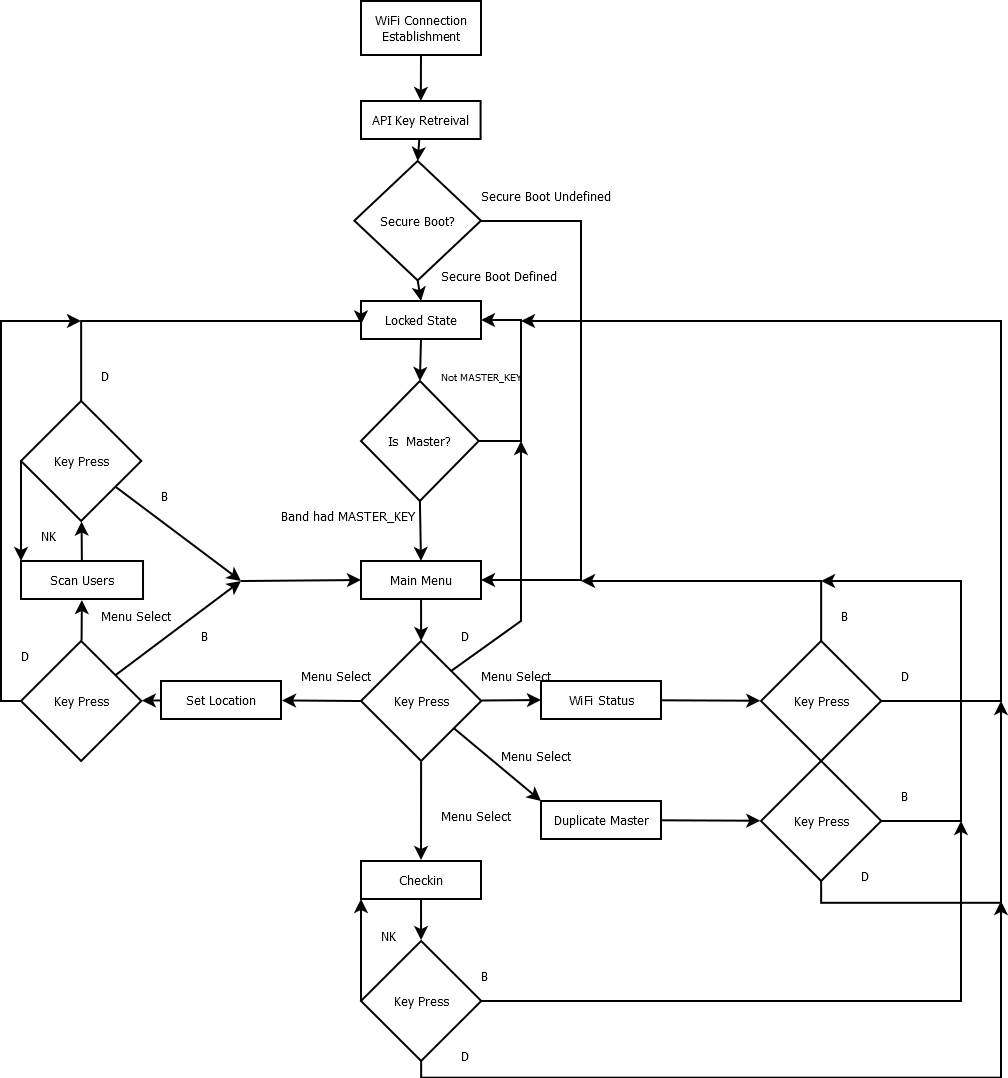 WiFi Connection
Establishment
API Key Retreival
Secure Boot Undefined
Secure Boot?
Secure Boot Defined
Locked State
D
Not MASTER_KEY
Is  Master?
Key Press
B
Band had MASTER_KEY
NK
Scan Users
Main Menu
Menu Select
B
D
B
D
Menu Select
Menu Select
D
Key Press
Set Location
Key Press
WiFi Status
Key Press
Menu Select
B
Menu Select
Duplicate Master
Key Press
D
Checkin
NK
B
Key Press
D